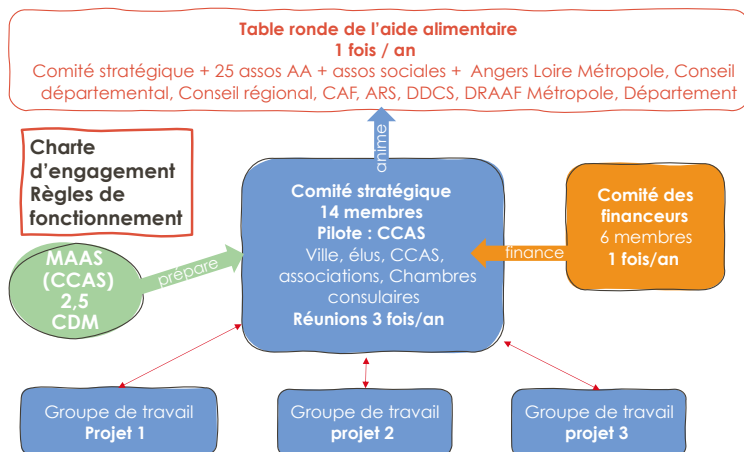 Table ronde de l'aide alimentaire
1 fois / an
Comité stratégique + 25 assos AA + assos sociales + Angers Loire Métropole, Conseil
départemental, Conseil régional, CAF, ARS, DDCS, DRAAF Métropole, Département
anime
Charte
d'engagement
Règles de
fonctionnement
Comité stratégique
14 membres
Pilote : CCAS
Ville, élus, CCAS,
associations, Chambres
consulaires
Réunions 3 fois/an
Comité des
financeurs
6 membres
1 fois/an
finance
MAAS
(CCAS)
2,5
CDM
prépare
Groupe de travail
Projet 1
Groupe de travail
projet 2
Groupe de travail
projet 3